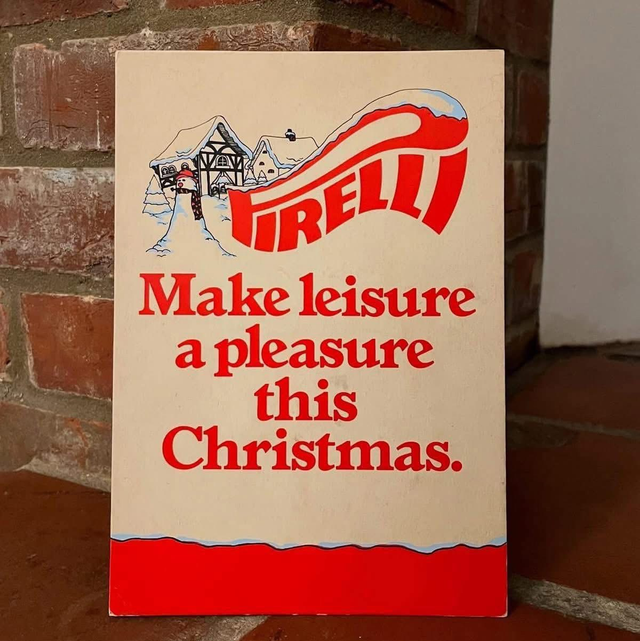 PIRELLI
Make leisure
a pleasure
this
Christmas.